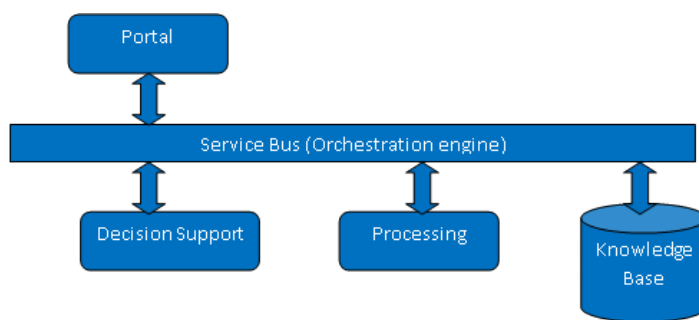 Portal
Service Bus (Orchestration engine)
Decision Support
Processing
Knowledge
Base